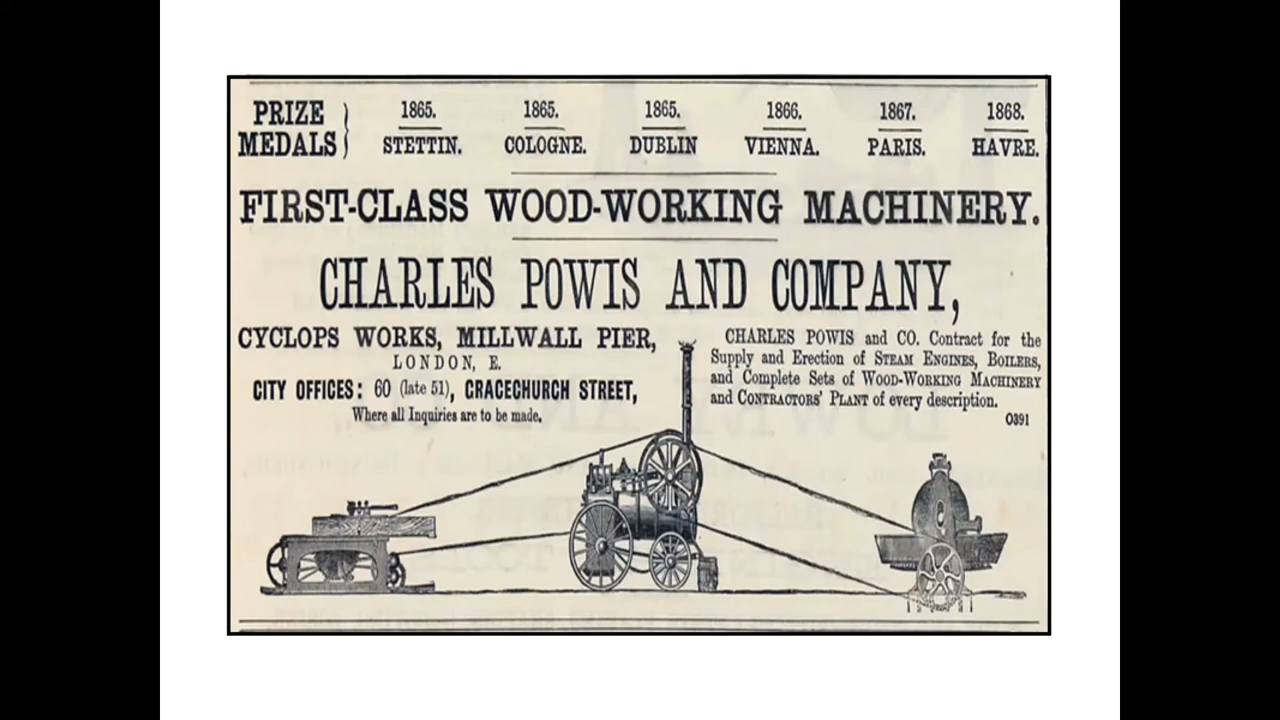 PRIZE MEDALS } 1865. STETTIN. 1865. COLOGNE. 1865. DUBLIN 1866. VIENNA. 1867. PARIS. 1868. HAVRE.
FIRST-CLASS WOOD-WORKING MACHINERY.
CHARLES POWIS AND COMPANY,
CYCLOPS WORKS, MILLWALL PIER,
LONDON, E.
CITY OFFICES: 60 (late 51), GRACECHURCH STREET,
Where all Inquiries are to be made.
CHARLES POWIS and CO. Contract for the
Supply and Erection of STEAM ENGINES, BOILERS,
and Complete Sets of WOOD-WORKING MACHINERY
and CONTRACTORS' PLANT of every description.
O391